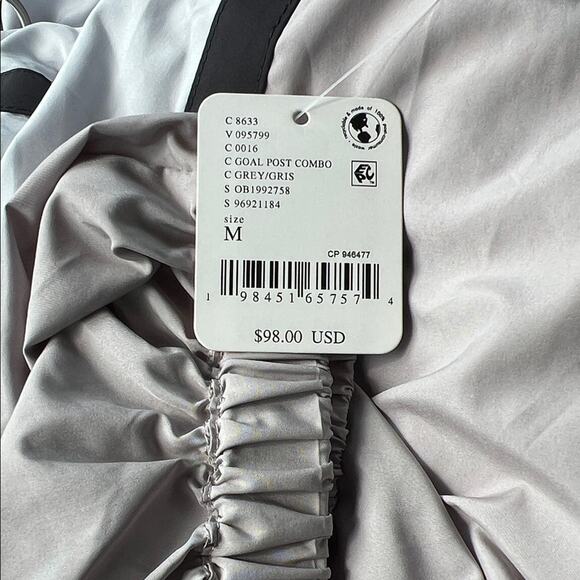 C 8633
V 095799
C 0016
C GOAL POST COMBO
C GREY/GRIS
S OB1992758
S 96921184
size
M
CP 946477
1 98451 65757 4
$98.00 USD